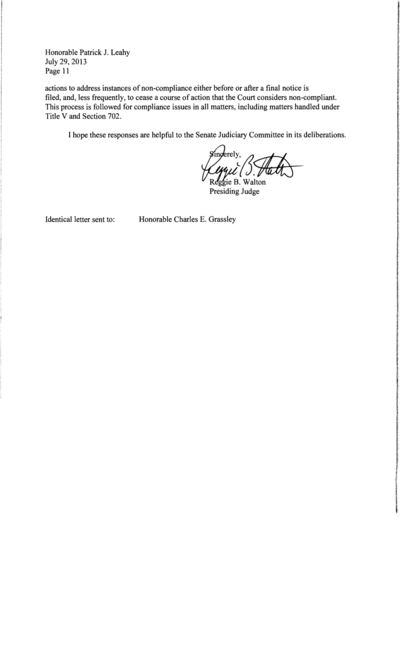 Honorable Patrick J. Leahy
July 29, 2013
Page 11
actions to address instances of non-compliance either before or after a final notice is
filed, and, less frequently, to cease a course of action that the Court considers non-compliant.
This process is followed for compliance issues in all matters, including matters handled under
Title V and Section 702.
I hope these responses are helpful to the Senate Judiciary Committee in its deliberations.
Sincerely,
Reggie B. Walton
Reggie B. Walton
Presiding Judge
Identical letter sent to: Honorable Charles E. Grassley